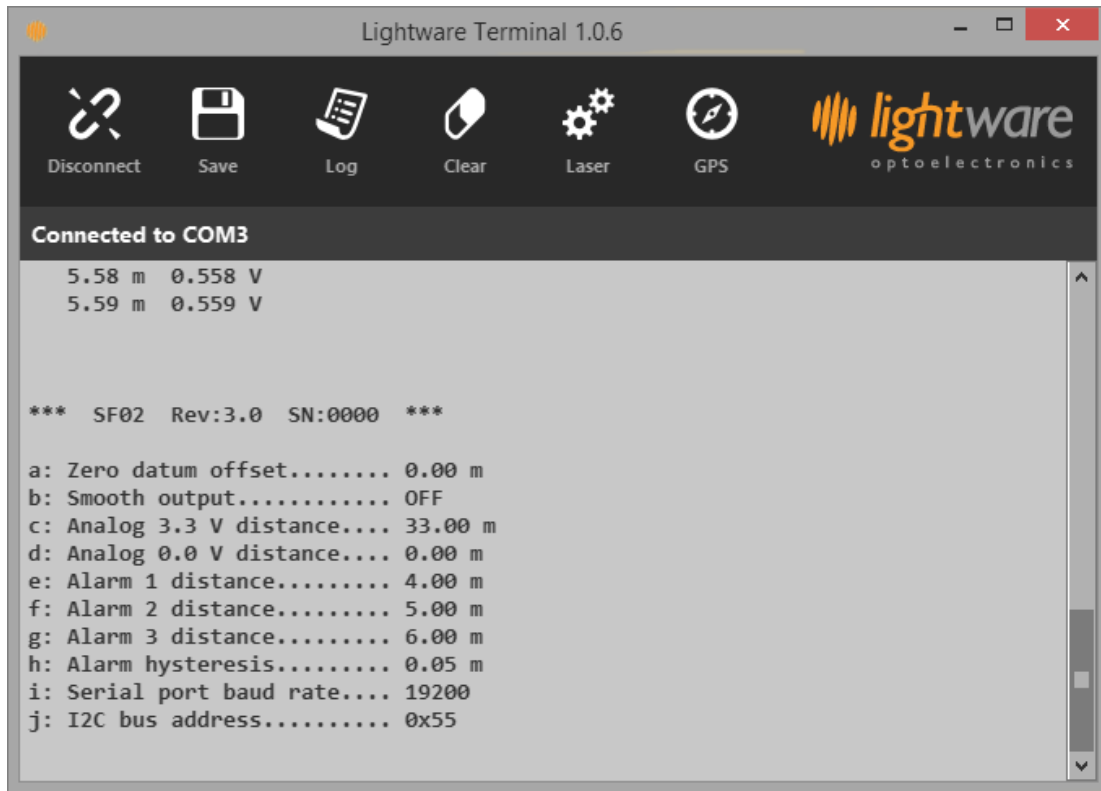 Lightware Terminal 1.0.6
Disconnect Save Log Clear Laser GPS
lightware
optoelectronics
Connected to COM3
5.58 m 0.558 V
5.59 m 0.559 V
*** SF02 Rev:3.0 SN:0000 ***
a: Zero datum offset........ 0.00 m
b: Smooth output............ OFF
c: Analog 3.3 V distance.... 33.00 m
d: Analog 0.0 V distance.... 0.00 m
e: Alarm 1 distance......... 4.00 m
f: Alarm 2 distance......... 5.00 m
g: Alarm 3 distance......... 6.00 m
h: Alarm hysteresis......... 0.05 m
i: Serial port baud rate.... 19200
j: I2C bus address.......... 0x55